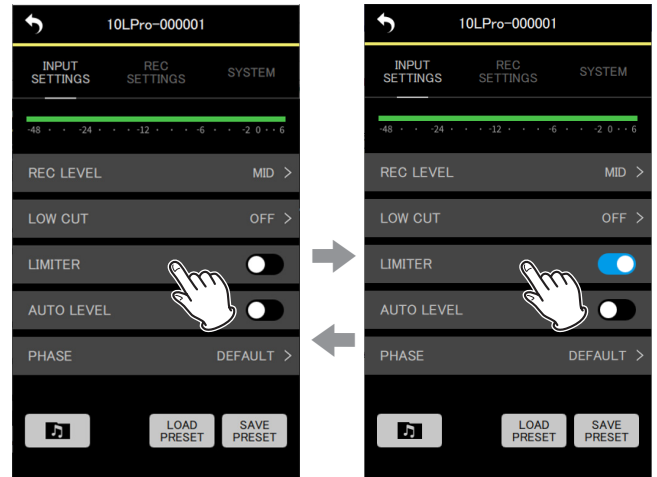 10LPro-000001
INPUT SETTINGS REC SETTINGS SYSTEM
-48 · · -24 · · · -12 · · · · -6 · · -2 0 · · 6
REC LEVEL MID >
LOW CUT OFF >
LIMITER
AUTO LEVEL
PHASE DEFAULT >
LOAD PRESET SAVE PRESET
10LPro-000001
INPUT SETTINGS REC SETTINGS SYSTEM
-48 · · -24 · · · -12 · · · · -6 · · -2 0 · · 6
REC LEVEL MID >
LOW CUT OFF >
LIMITER
AUTO LEVEL
PHASE DEFAULT >
LOAD PRESET SAVE PRESET